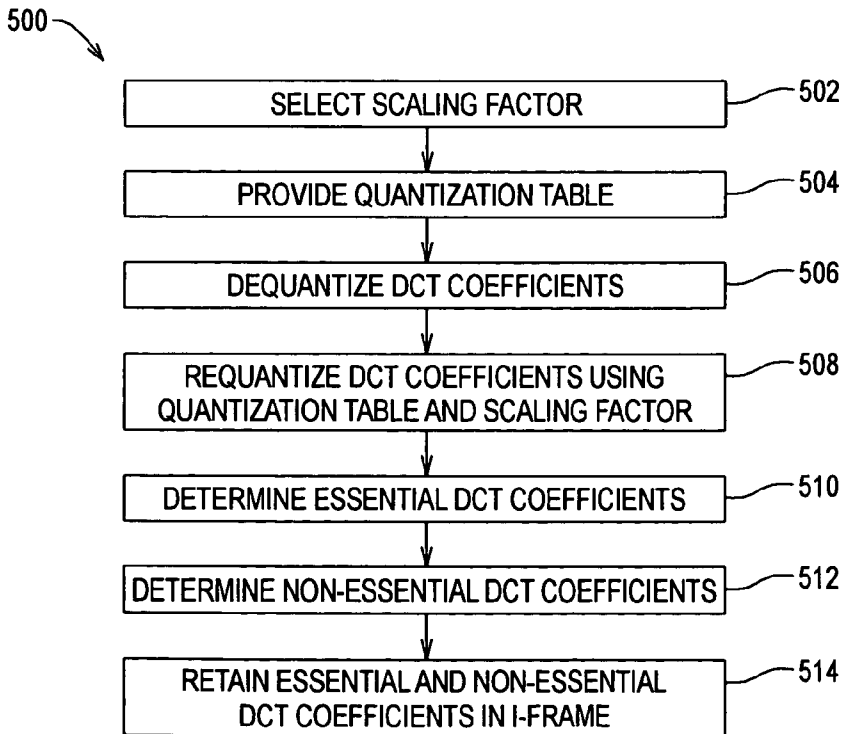 500
SELECT SCALING FACTOR
502
PROVIDE QUANTIZATION TABLE
504
DEQUANTIZE DCT COEFFICIENTS
506
REQUANTIZE DCT COEFFICIENTS USING
QUANTIZATION TABLE AND SCALING FACTOR
508
DETERMINE ESSENTIAL DCT COEFFICIENTS
510
DETERMINE NON-ESSENTIAL DCT COEFFICIENTS
512
RETAIN ESSENTIAL AND NON-ESSENTIAL
DCT COEFFICIENTS IN I-FRAME
514